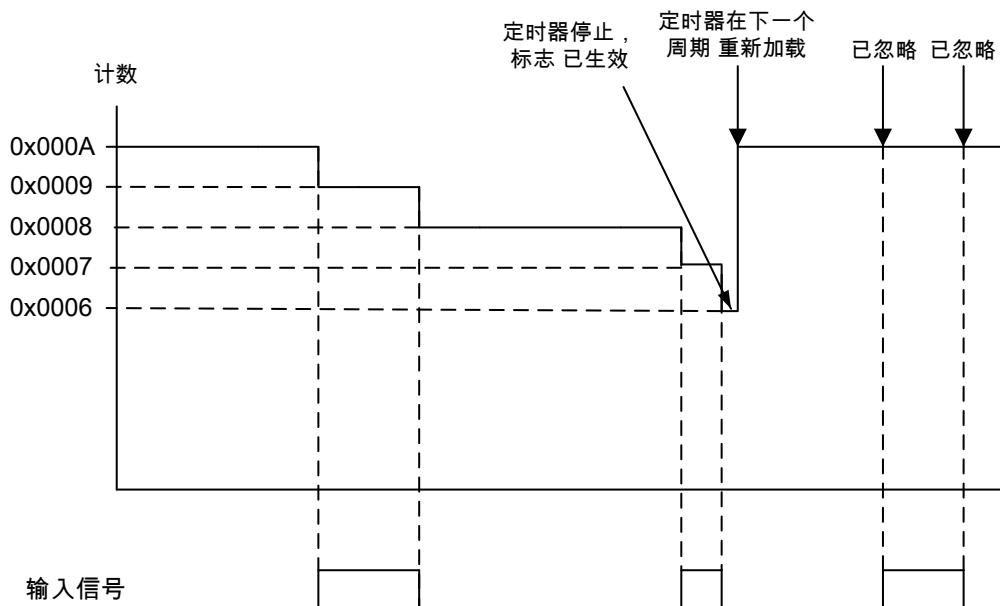 定时器停止，
标志 已生效
定时器在下一个
周期 重新加载
已忽略 已忽略
计数
0x000A
0x0009
0x0008
0x0007
0x0006
输入信号